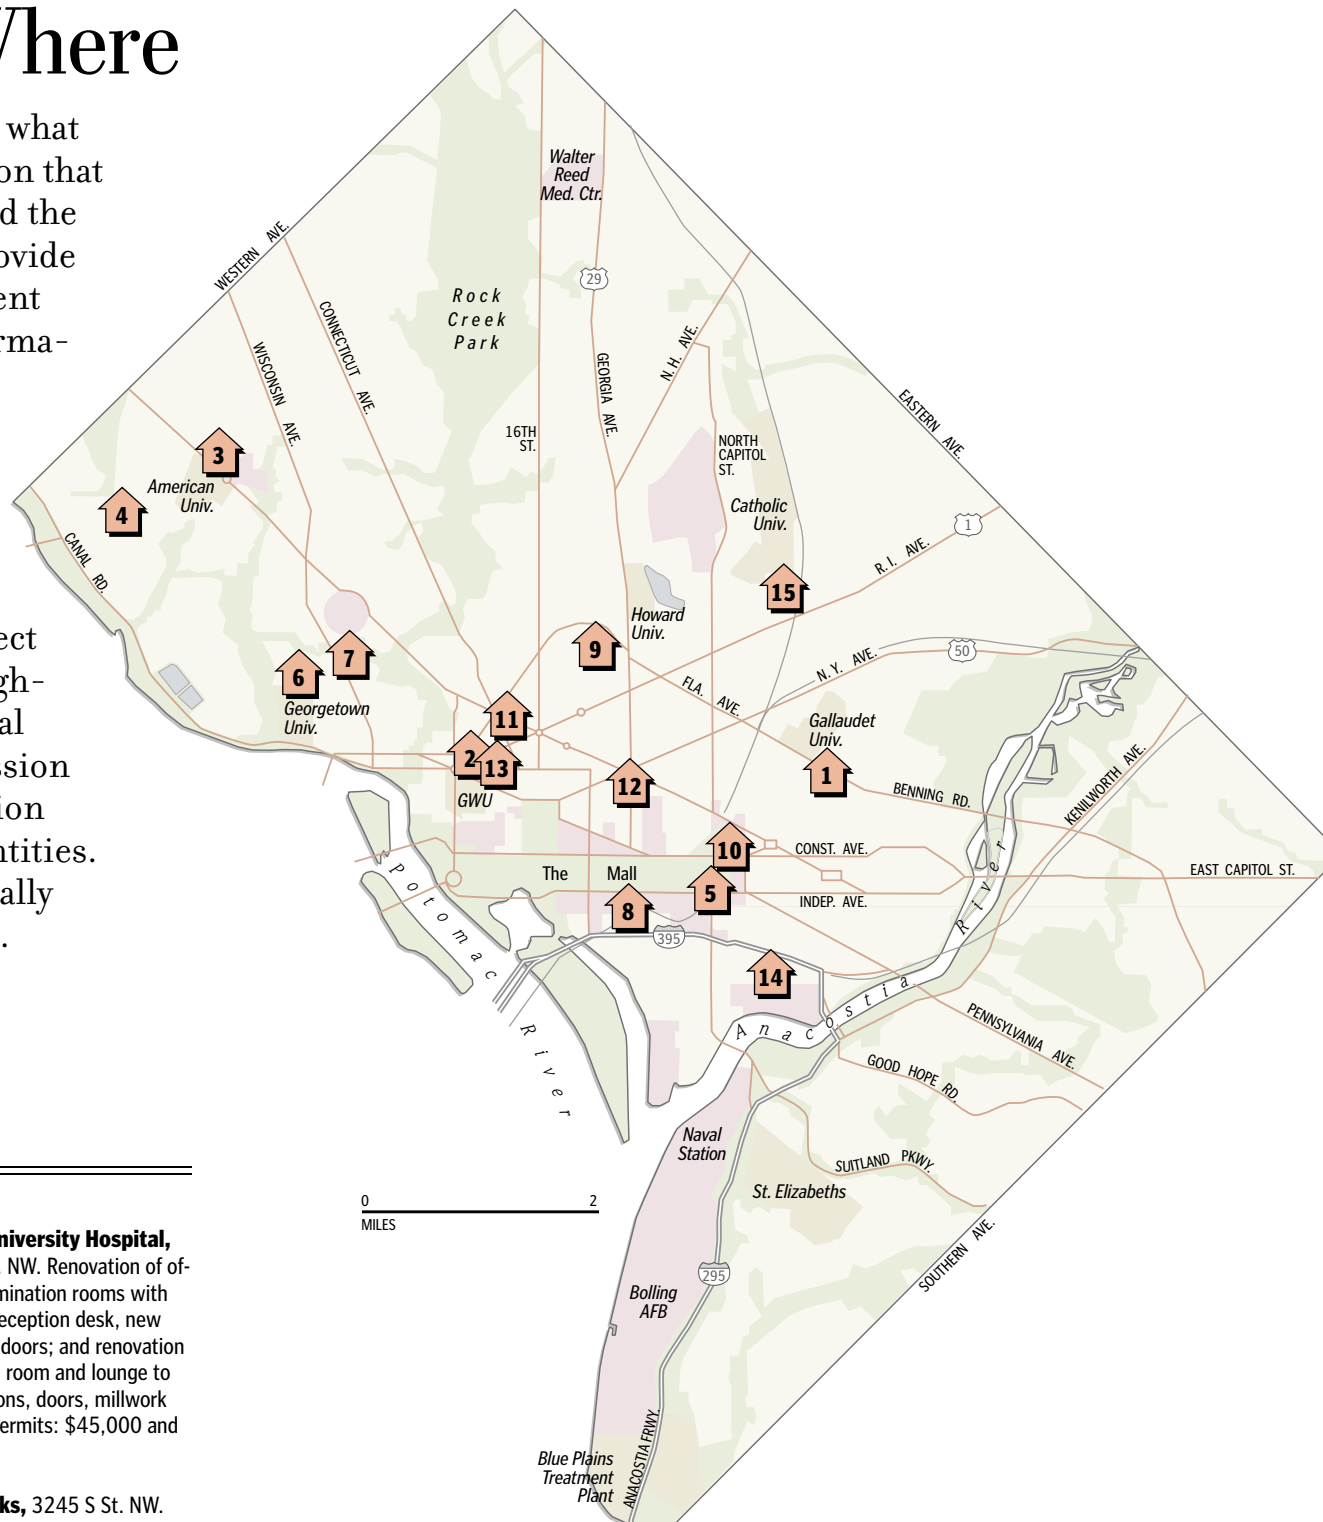 Where
what
on that
d the
ovide
ent
rma-
ect
gh-
al
ssion
ion
ntities.
ally
.
niversity Hospital,
. NW. Renovation of of-
mination rooms with
eception desk, new
doors; and renovation
room and lounge to
ons, doors, millwork
ermits: $45,000 and
ks, 3245 S St. NW.
Walter
Reed
Med. Ctr.
WESTERN AVE.
29
Rock
Creek
Park
CONNECTICUT AVE.
WISCONSIN AVE.
GEORGIA AVE.
N.H. AVE.
16TH
ST.
NORTH
CAPITOL
ST.
EASTERN AVE.
3
American
Univ.
4
CANAL RD.
Catholic
Univ.
1
R.I. AVE.
15
Howard
Univ.
9
7
6
Georgetown
Univ.
N.Y. AVE.
50
FLA. AVE.
11
Gallaudet
Univ.
2
13
GWU
12
1
BENNING RD.
KENILWORTH AVE.
10
CONST. AVE.
The Mall
5
INDEP. AVE.
EAST CAPITOL ST.
8
395
14
Potomac
River
Anacostia
River
PENNSYLVANIA AVE.
GOOD HOPE RD.
Naval
Station
SUITLAND PKWY.
St. Elizabeths
0 2
MILES
SOUTHERN AVE.
295
Bolling
AFB
ANACOSTIA FRWY.
Blue Plains
Treatment
Plant